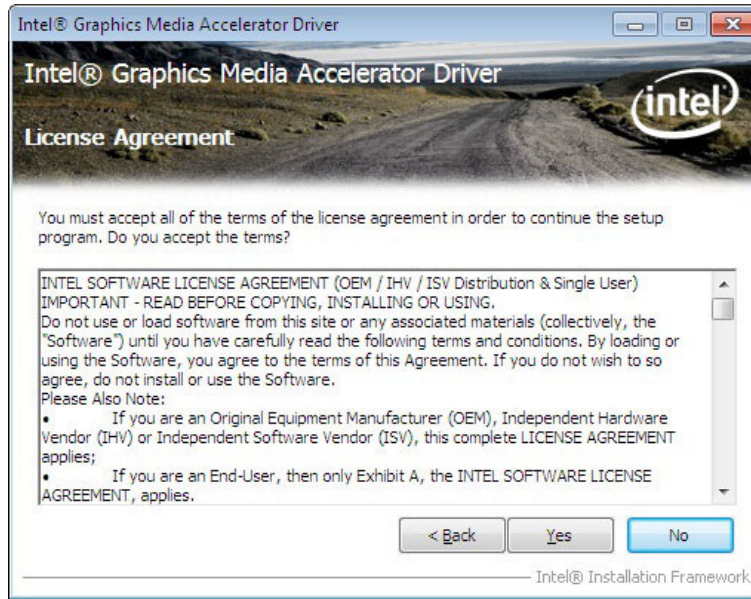 Intel® Graphics Media Accelerator Driver
Intel® Graphics Media Accelerator Driver
intel
License Agreement
You must accept all of the terms of the license agreement in order to continue the setup
program. Do you accept the terms?
INTEL SOFTWARE LICENSE AGREEMENT (OEM / IHV / ISV Distribution & Single User)
IMPORTANT - READ BEFORE COPYING, INSTALLING OR USING.
Do not use or load software from this site or any associated materials (collectively, the
"Software") until you have carefully read the following terms and conditions. By loading or
using the Software, you agree to the terms of this Agreement. If you do not wish to so
agree, do not install or use the Software.
Please Also Note:
• If you are an Original Equipment Manufacturer (OEM), Independent Hardware
Vendor (IHV) or Independent Software Vendor (ISV), this complete LICENSE AGREEMENT
applies;
• If you are an End-User, then only Exhibit A, the INTEL SOFTWARE LICENSE
AGREEMENT, applies.
< Back Yes No
Intel® Installation Framework